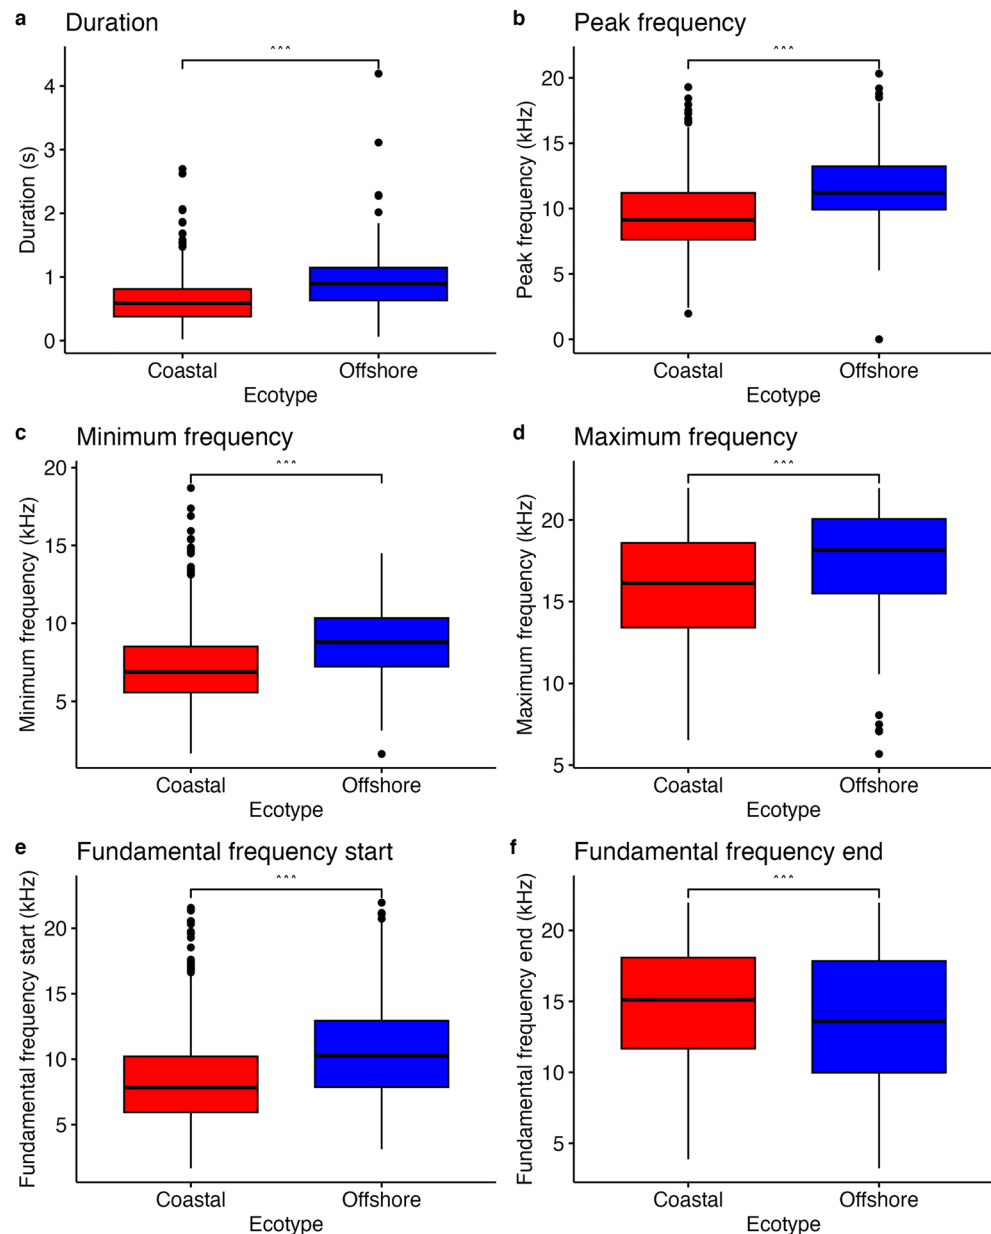 a Duration
^^^
Duration (s)
4
3
2
1
0
Coastal Offshore
Ecotype
b Peak frequency
^^^
Peak frequency (kHz)
20
15
10
5
0
Coastal Offshore
Ecotype
c Minimum frequency
^^^
Minimum frequency (kHz)
20
15
10
5
Coastal Offshore
Ecotype
d Maximum frequency
^^^
Maximum frequency (kHz)
20
15
10
5
Coastal Offshore
Ecotype
e Fundamental frequency start
^^^
Fundamental frequency start (kHz)
20
15
10
5
Coastal Offshore
Ecotype
f Fundamental frequency end
^^^
Fundamental frequency end (kHz)
20
15
10
5
Coastal Offshore
Ecotype